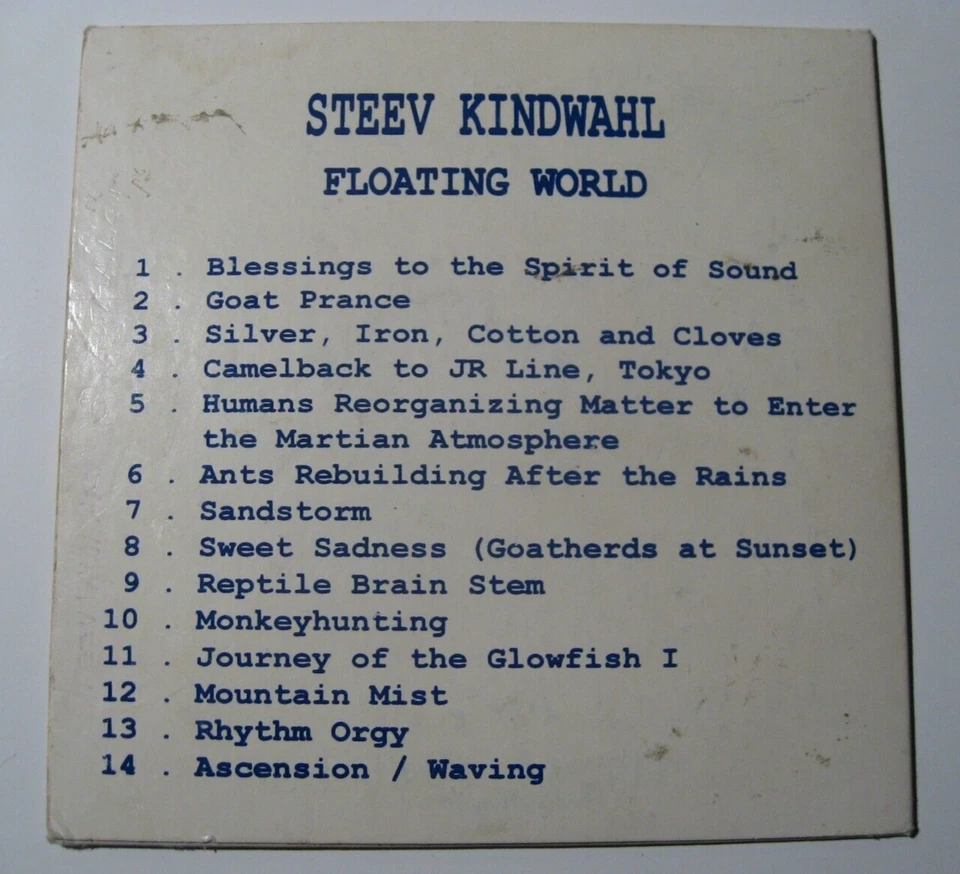 STEEV KINDWAHL
FLOATING WORLD
1 . Blessings to the Spirit of Sound
2 . Goat Prance
3 . Silver, Iron, Cotton and Cloves
4 . Camelback to JR Line, Tokyo
5 . Humans Reorganizing Matter to Enter
the Martian Atmosphere
6 . Ants Rebuilding After the Rains
7 . Sandstorm
8 . Sweet Sadness (Goatherds at Sunset)
9 . Reptile Brain Stem
10 . Monkeyhunting
11 . Journey of the Glowfish I
12 . Mountain Mist
13 . Rhythm Orgy
14 . Ascension / Waving